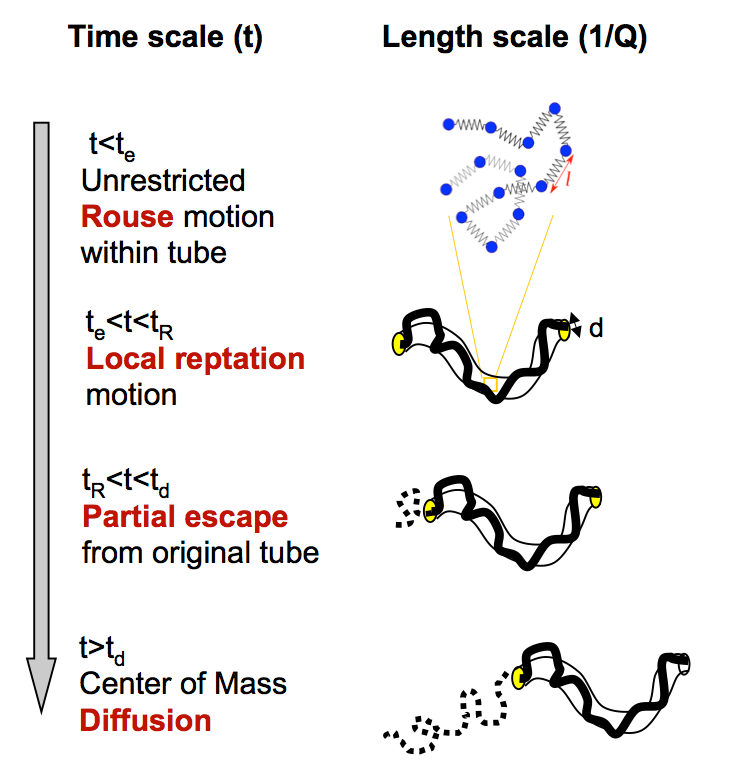 Time scale (t)
Length scale (1/Q)
t<te
Unrestricted
Rouse motion
within tube
l
te<t<tR
Local reptation
motion
d
tR<t<td
Partial escape
from original tube
t>td
Center of Mass
Diffusion